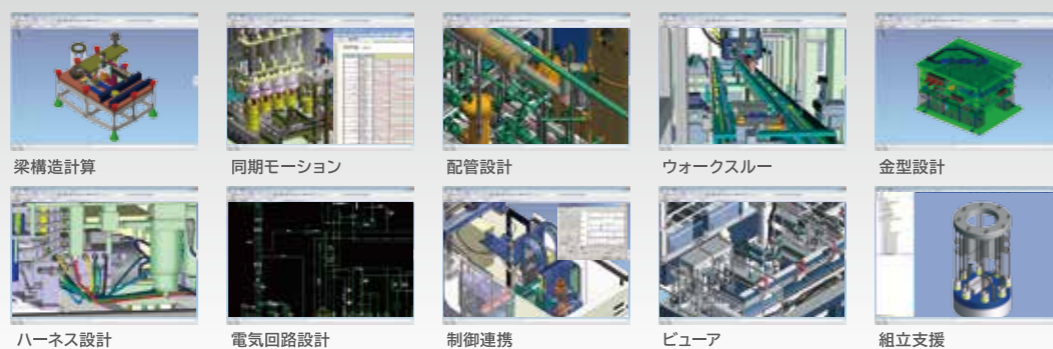 梁構造計算
同期モーション
配管設計
ウォークスルー
金型設計
ハーネス設計
電気回路設計
制御連携
ビューア
組立支援